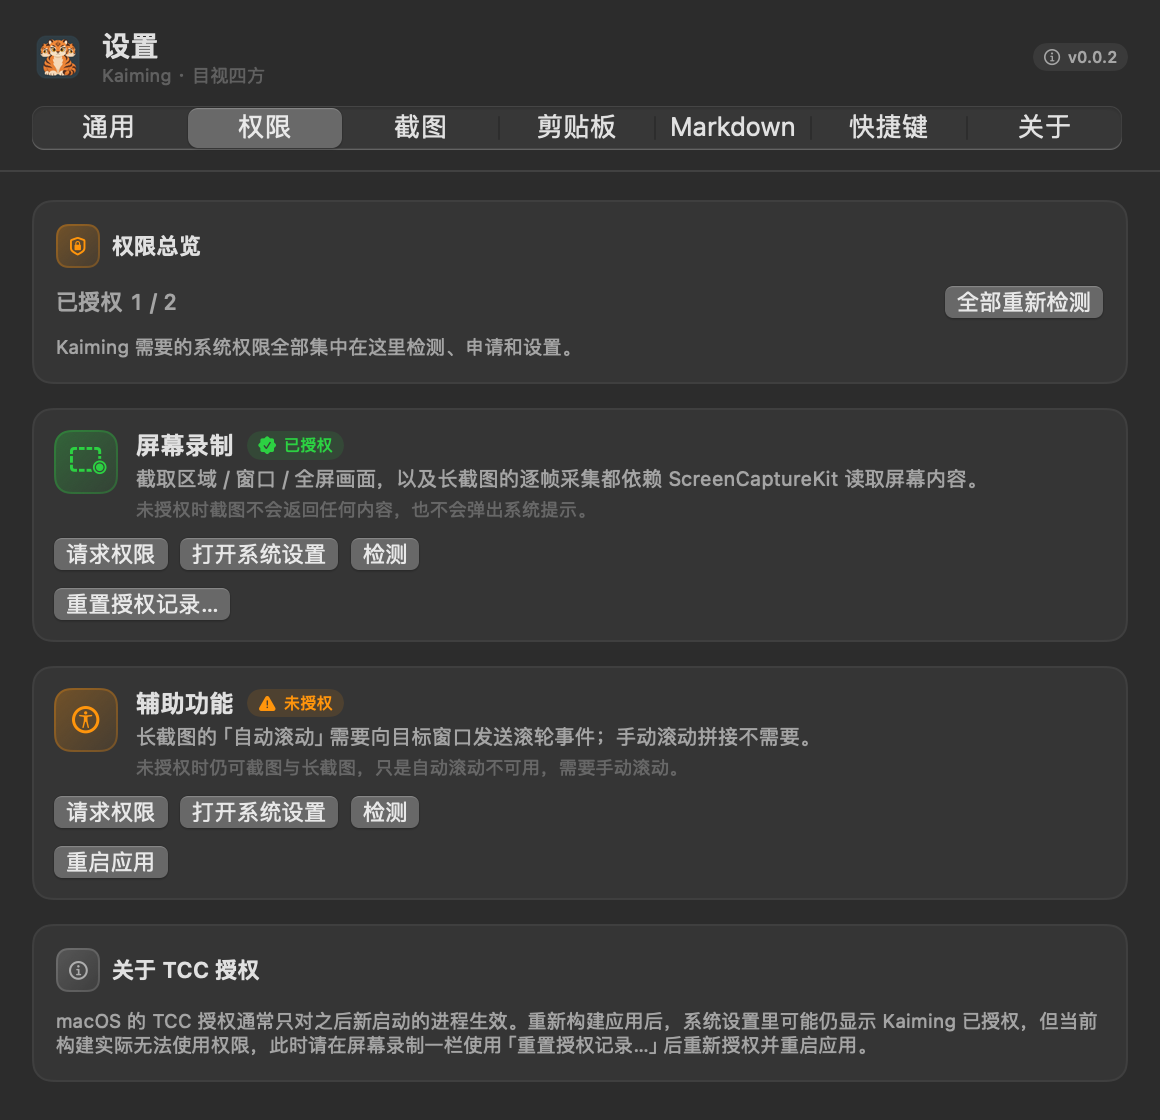 设置
Kaiming · 目视四方
v0.0.2
通用 权限 截图 剪贴板 Markdown 快捷键 关于
权限总览
已授权 1 / 2
全部重新检测
Kaiming 需要的系统权限全部集中在这里检测、申请和设置。
屏幕录制 已授权
截取区域 / 窗口 / 全屏画面，以及长截图的逐帧采集都依赖 ScreenCaptureKit 读取屏幕内容。
未授权时截图不会返回任何内容，也不会弹出系统提示。
请求权限 打开系统设置 检测
重置授权记录...
辅助功能 未授权
长截图的「自动滚动」需要向目标窗口发送滚轮事件；手动滚动拼接不需要。
未授权时仍可截图与长截图，只是自动滚动不可用，需要手动滚动。
请求权限 打开系统设置 检测
重启应用
关于 TCC 授权
macOS 的 TCC 授权通常只对之后新启动的进程生效。重新构建应用后，系统设置里可能仍显示 Kaiming 已授权，但当前
构建实际无法使用权限，此时请在屏幕录制一栏使用「重置授权记录...」后重新授权并重启应用。